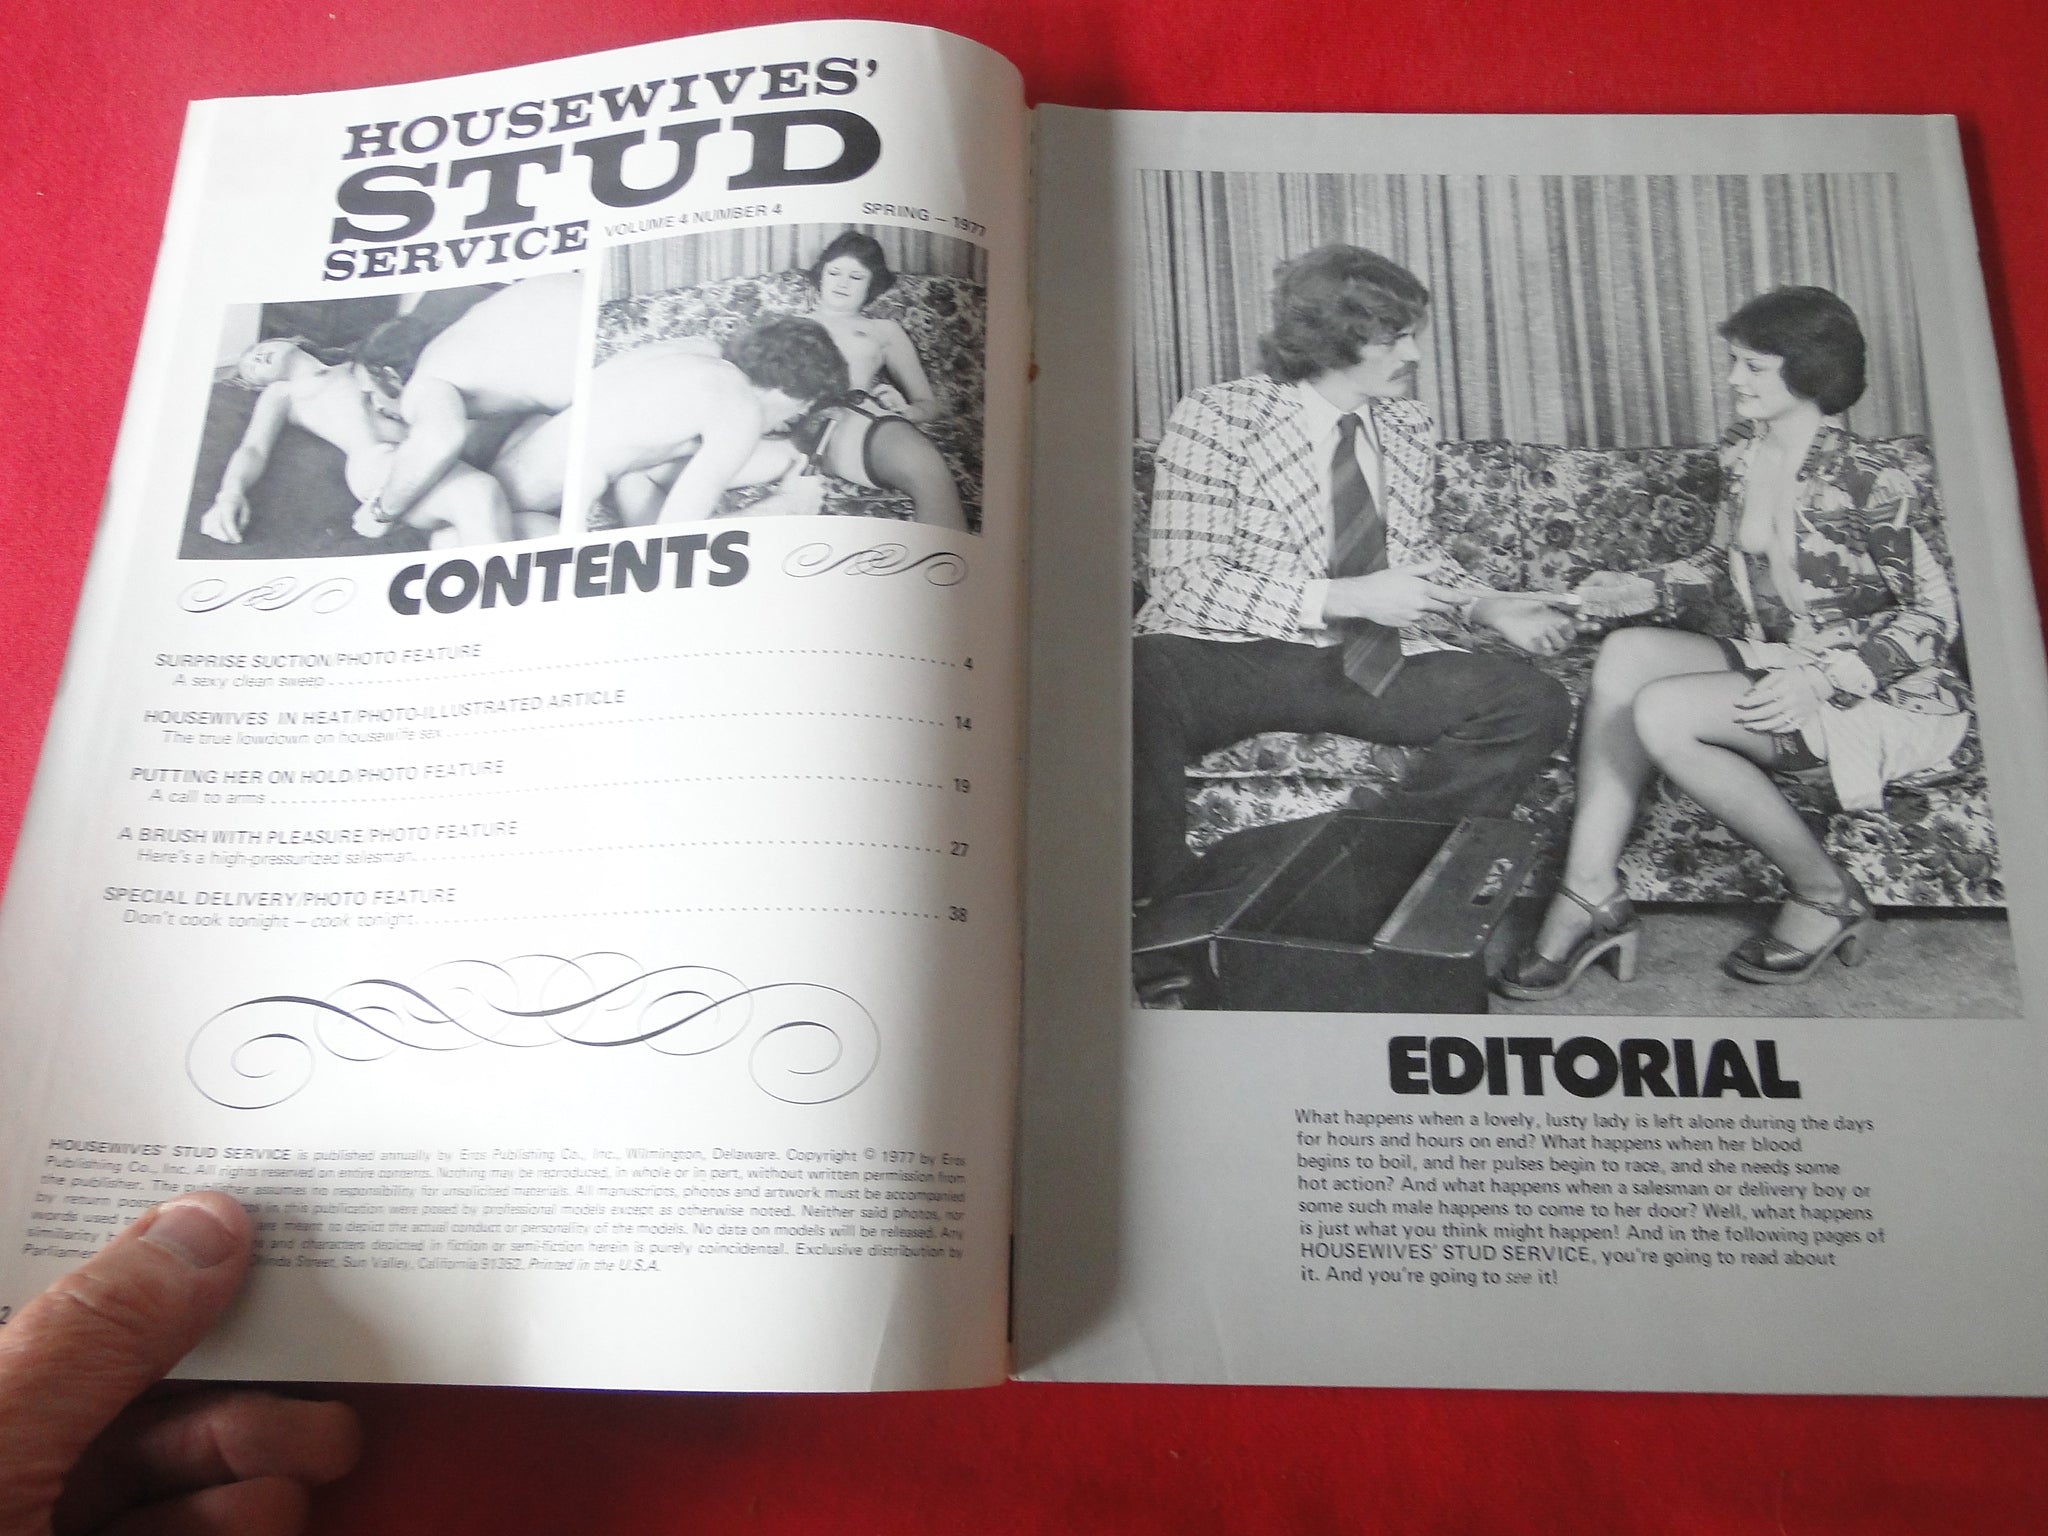 HOUSEWIVES'
STUD
SERVICE
VOLUME 4 NUMBER 4
SPRING – 1977
CONTENTS
SURPRISE SUCTION/PHOTO FEATURE
A sexy clean sweep 4
HOUSEWIVES IN HEAT/PHOTO-ILLUSTRATED ARTICLE
The true lowdown on housewife sex 14
PUTTING HER ON HOLD/PHOTO FEATURE
A call to arms 19
A BRUSH WITH PLEASURE/PHOTO FEATURE
Here's a high-pressurized salesman 27
SPECIAL DELIVERY/PHOTO FEATURE
Don't cook tonight – cook tonight 38
HOUSEWIVES' STUD SERVICE is published annually by Eros Publishing Co., Inc., Wilmington, Delaware. Copyright © 1977 by Eros
Publishing Co., Inc. All rights reserved on entire contents. Nothing may be reproduced, in whole or in part, without written permission from
the publisher. The publisher assumes no responsibility for unsolicited materials. All manuscripts, photos and artwork must be accompanied
by return in this publication were posed by professional models except as otherwise noted. Neither said photos, nor
words used are meant to depict the actual conduct or personality of the models. No data on models will be released. Any
similarity and characters depicted in fiction or semi-fiction herein is purely coincidental. Exclusive distribution by
Street, Sun Valley, California 91352. Printed in the U.S.A.
2
EDITORIAL
What happens when a lovely, lusty lady is left alone during the days
for hours and hours on end? What happens when her blood
begins to boil, and her pulses begin to race, and she needs some
hot action? And what happens when a salesman or delivery boy or
some such male happens to come to her door? Well, what happens
is just what you think might happen! And in the following pages of
HOUSEWIVES' STUD SERVICE, you're going to read about
it. And you're going to see it!